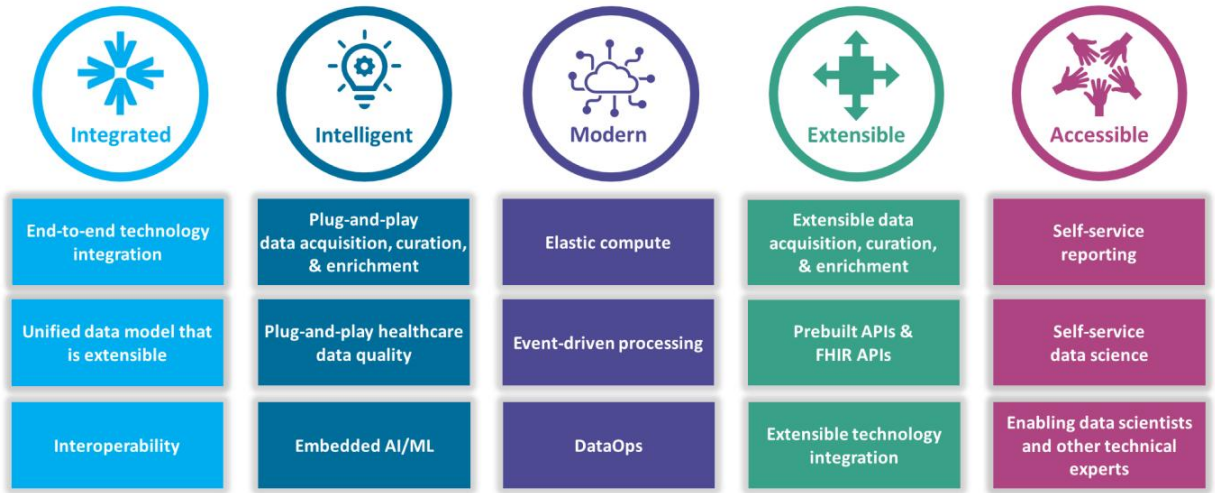 Integrated
Intelligent
Modern
Extensible
Accessible
End-to-end technology
integration
Plug-and-play
data acquisition, curation,
& enrichment
Elastic compute
Extensible data
acquisition, curation,
& enrichment
Self-service
reporting
Unified data model that
is extensible
Plug-and-play healthcare
data quality
Event-driven processing
Prebuilt APIs &
FHIR APIs
Self-service
data science
Interoperability
Embedded AI/ML
DataOps
Extensible technology
integration
Enabling data scientists
and other technical
experts